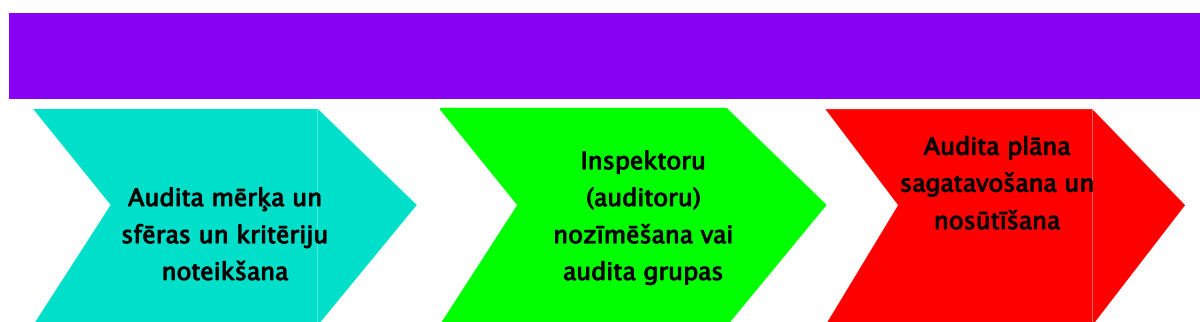 Audita mērķa un
sfēras un kritēriju
noteikšana
Inspektoru
(auditoru)
nozīmēšana vai
audita grupas
Audita plāna
sagatavošana un
nosūtīšana